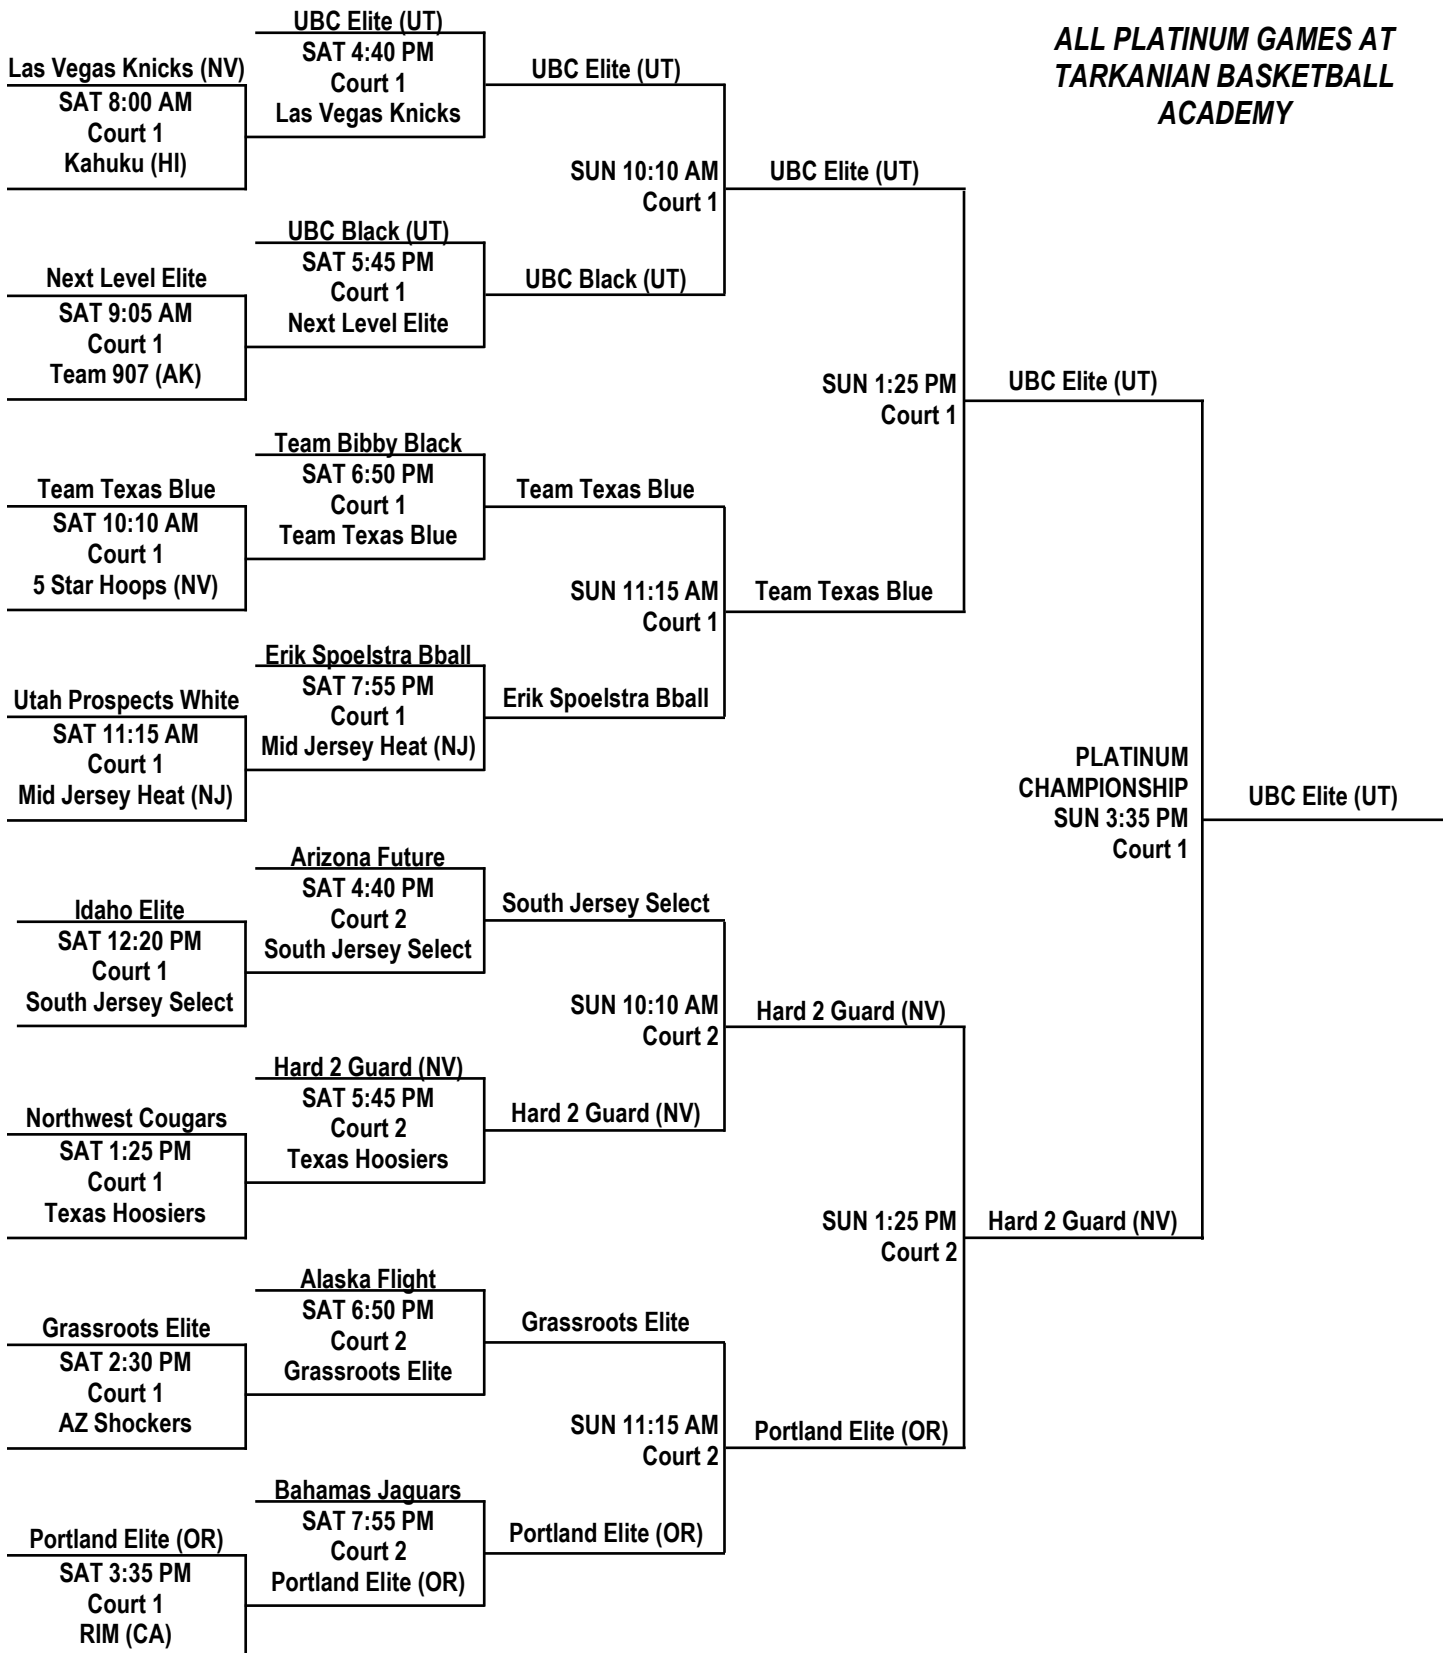 ALL PLATINUM GAMES AT
TARKANIAN BASKETBALL
ACADEMY
Las Vegas Knicks (NV)
SAT 8:00 AM
Court 1
Kahuku (HI)
Next Level Elite
SAT 9:05 AM
Court 1
Team 907 (AK)
Team Texas Blue
SAT 10:10 AM
Court 1
5 Star Hoops (NV)
Utah Prospects White
SAT 11:15 AM
Court 1
Mid Jersey Heat (NJ)
Idaho Elite
SAT 12:20 PM
Court 1
South Jersey Select
Northwest Cougars
SAT 1:25 PM
Court 1
Texas Hoosiers
Grassroots Elite
SAT 2:30 PM
Court 1
AZ Shockers
Portland Elite (OR)
SAT 3:35 PM
Court 1
RIM (CA)
UBC Elite (UT)
SAT 4:40 PM
Court 1
Las Vegas Knicks
UBC Black (UT)
SAT 5:45 PM
Court 1
Next Level Elite
Team Bibby Black
SAT 6:50 PM
Court 1
Team Texas Blue
Erik Spoelstra Bball
SAT 7:55 PM
Court 1
Mid Jersey Heat (NJ)
Arizona Future
SAT 4:40 PM
Court 2
South Jersey Select
Hard 2 Guard (NV)
SAT 5:45 PM
Court 2
Texas Hoosiers
Alaska Flight
SAT 6:50 PM
Court 2
Grassroots Elite
Bahamas Jaguars
SAT 7:55 PM
Court 2
Portland Elite (OR)
UBC Elite (UT)
SUN 10:10 AM
Court 1
UBC Black (UT)
Team Texas Blue
SUN 11:15 AM
Court 1
Erik Spoelstra Bball
South Jersey Select
SUN 10:10 AM
Court 2
Hard 2 Guard (NV)
Grassroots Elite
SUN 11:15 AM
Court 2
Portland Elite (OR)
UBC Elite (UT)
SUN 1:25 PM
Court 1
Team Texas Blue
Hard 2 Guard (NV)
SUN 1:25 PM
Court 2
Portland Elite (OR)
UBC Elite (UT)
PLATINUM
CHAMPIONSHIP
SUN 3:35 PM
Court 1
Hard 2 Guard (NV)
UBC Elite (UT)